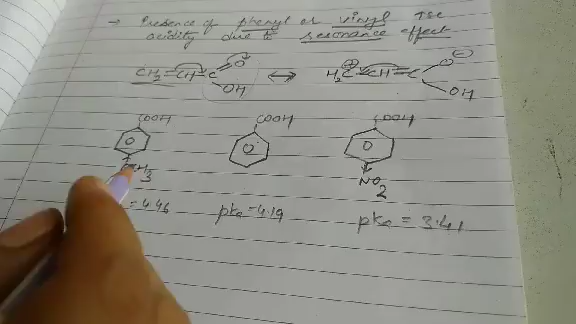 → Presence of phenyl or vinyl ↑se
acidity due to resonance effect
CH₂=CH-C O OH ↔ H₂C⊕-CH=C O⊖ OH
COOH COOH COOH
CH₃ NO₂
= 4.46 pka = 4.19 pka = 3.41